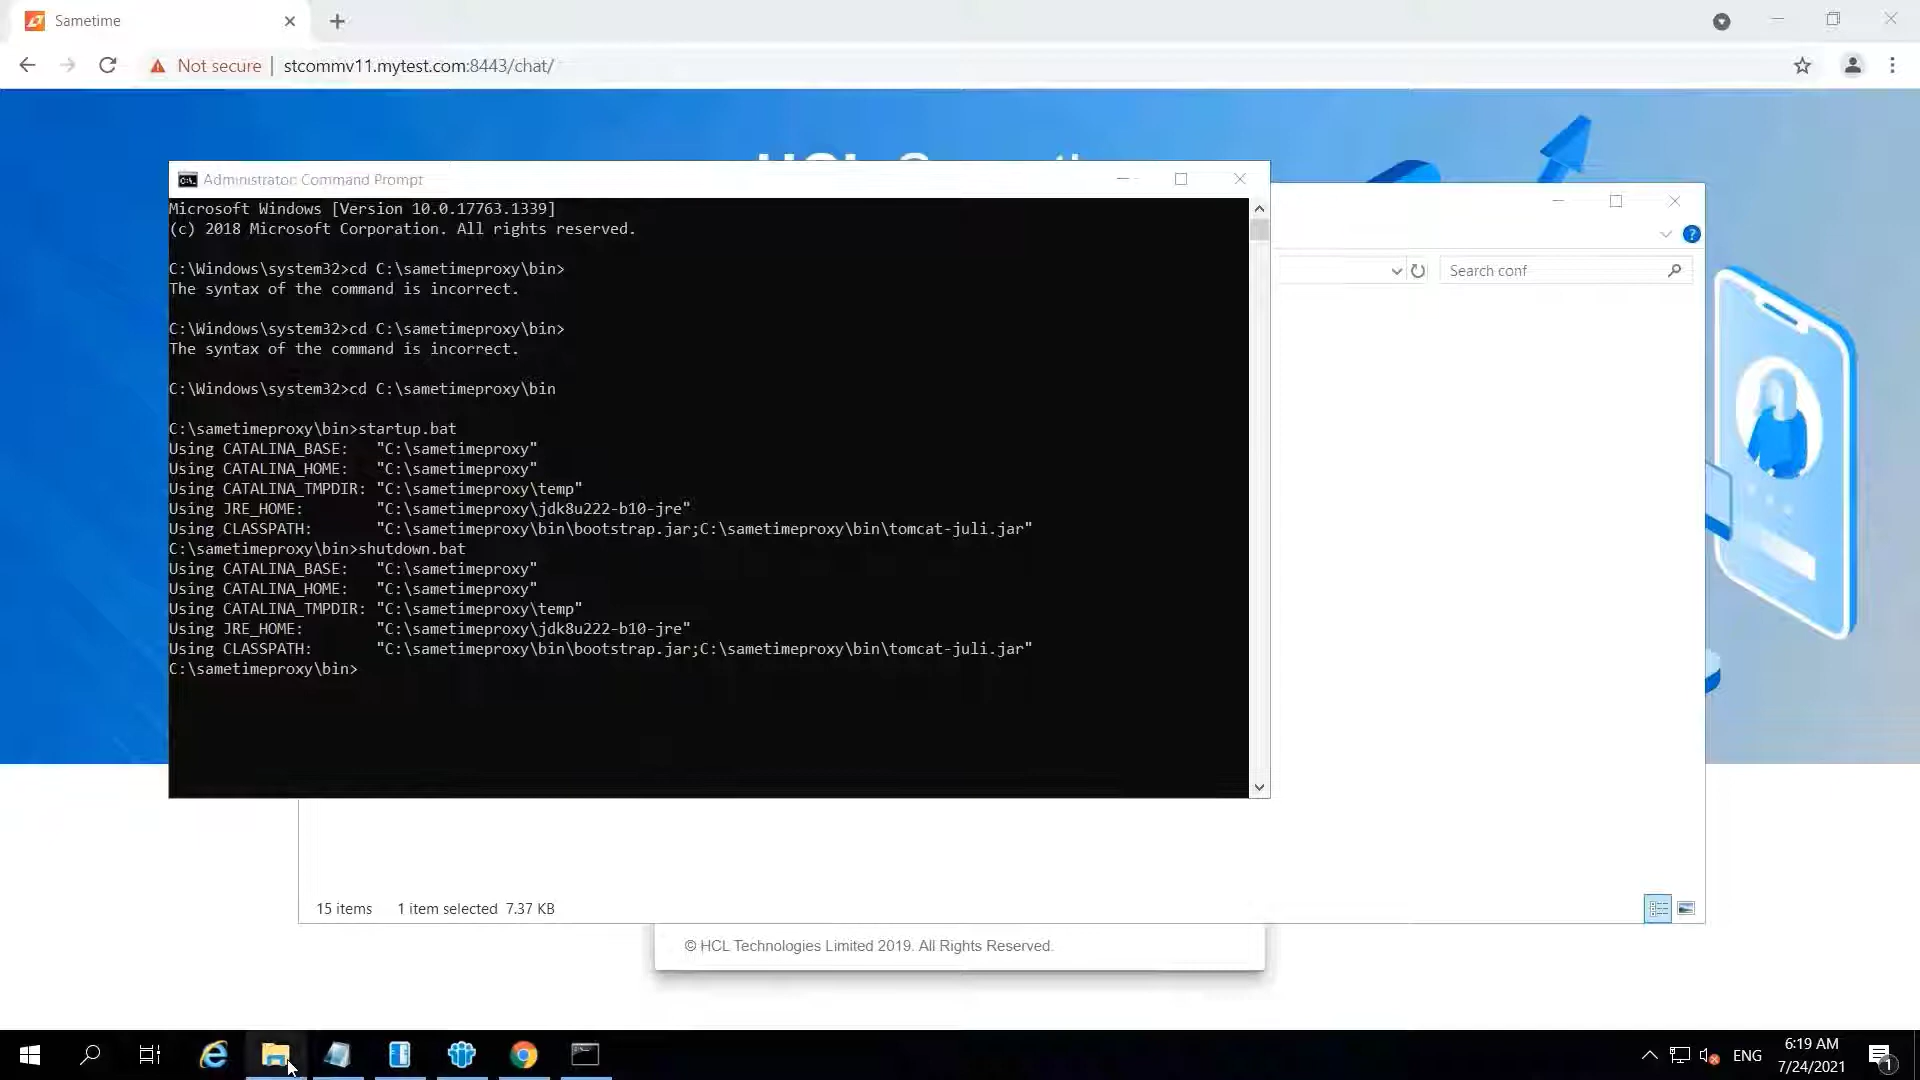 Sametime
Not secure
stcommv11.mytest.com:8443/chat/
Administrator: Command Prompt
Microsoft Windows [Version 10.0.17763.1339]
(c) 2018 Microsoft Corporation. All rights reserved.
C:\Windows\system32>cd C:\sametimeproxy\bin>
The syntax of the command is incorrect.
C:\Windows\system32>cd C:\sametimeproxy\bin>
The syntax of the command is incorrect.
C:\Windows\system32>cd C:\sametimeproxy\bin
C:\sametimeproxy\bin>startup.bat
Using CATALINA_BASE:   "C:\sametimeproxy"
Using CATALINA_HOME:   "C:\sametimeproxy"
Using CATALINA_TMPDIR: "C:\sametimeproxy\temp"
Using JRE_HOME:        "C:\sametimeproxy\jdk8u222-b10-jre"
Using CLASSPATH:       "C:\sametimeproxy\bin\bootstrap.jar;C:\sametimeproxy\bin\tomcat-juli.jar"
C:\sametimeproxy\bin>shutdown.bat
Using CATALINA_BASE:   "C:\sametimeproxy"
Using CATALINA_HOME:   "C:\sametimeproxy"
Using CATALINA_TMPDIR: "C:\sametimeproxy\temp"
Using JRE_HOME:        "C:\sametimeproxy\jdk8u222-b10-jre"
Using CLASSPATH:       "C:\sametimeproxy\bin\bootstrap.jar;C:\sametimeproxy\bin\tomcat-juli.jar"
C:\sametimeproxy\bin>
Search conf
15 items   1 item selected 7.37 KB
© HCL Technologies Limited 2019. All Rights Reserved.
ENG
6:19 AM
7/24/2021
1